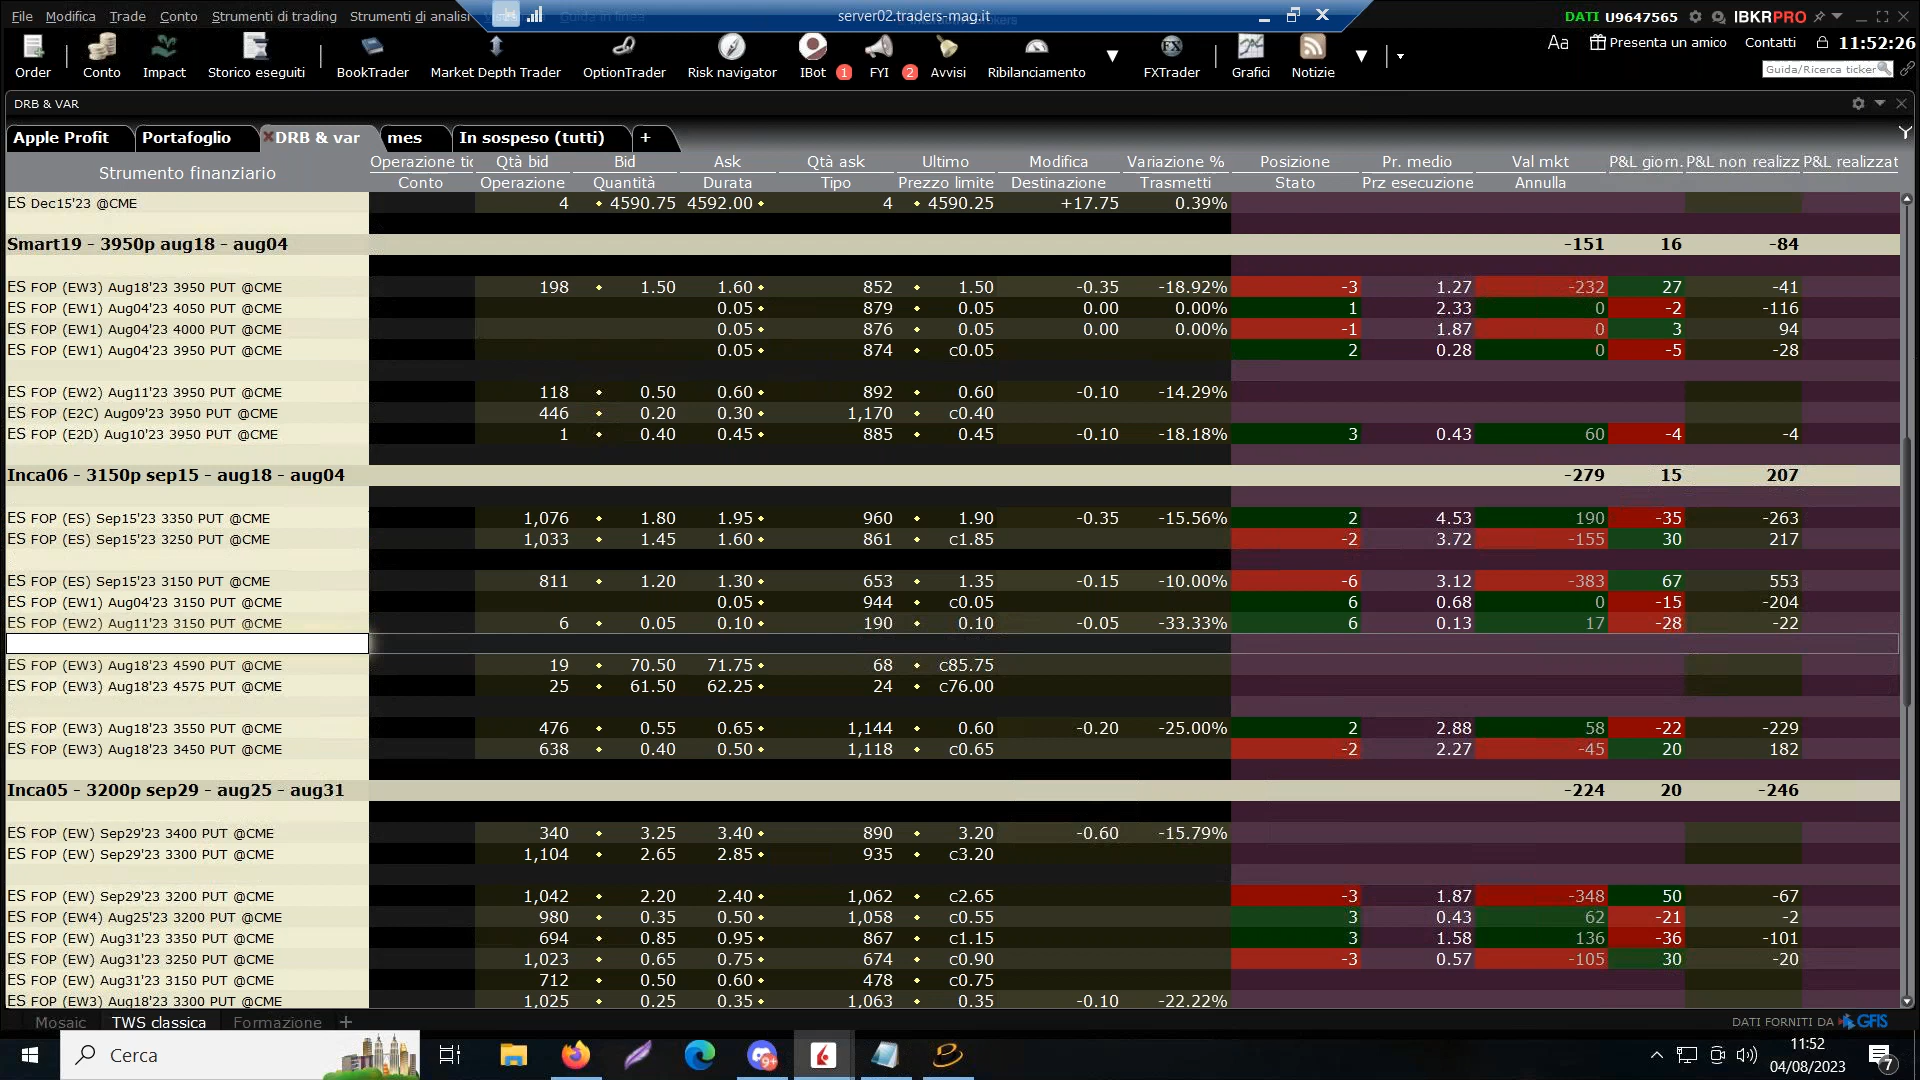 File Modifica Trade Conto Strumenti di trading Strumenti di analisi server02.traders-mag.it DATI U9647565 IBKRPRO
Aa Presenta un amico Contatti 11:52:26
Order Conto Impact Storico eseguiti BookTrader Market Depth Trader OptionTrader Risk navigator IBot 1 FYI 2 Avvisi Ribilanciamento FXTrader Grafici Notizie
Guida/Ricerca ticker
DRB & VAR
Apple Profit Portafoglio DRB & var mes In sospeso (tutti) +
Strumento finanziario Operazione tic Qtà bid Bid Ask Qtà ask Ultimo Modifica Variazione % Posizione Pr. medio Val mkt P&L giorn. P&L non realizz P&L realizzat
Conto Operazione Quantità Durata Tipo Prezzo limite Destinazione Trasmetti Stato Prz esecuzione Annulla
ES Dec15'23 @CME 4 4590.75 4592.00 4 4590.25 +17.75 0.39%
Smart19 - 3950p aug18 - aug04 -151 16 -84
ES FOP (EW3) Aug18'23 3950 PUT @CME 198 1.50 1.60 852 1.50 -0.35 -18.92% -3 1.27 -232 27 -41
ES FOP (EW1) Aug04'23 4050 PUT @CME 0.05 879 0.05 0.00 0.00% 1 2.33 0 -2 -116
ES FOP (EW1) Aug04'23 4000 PUT @CME 0.05 876 0.05 0.00 0.00% -1 1.87 0 3 94
ES FOP (EW1) Aug04'23 3950 PUT @CME 0.05 874 c0.05 2 0.28 0 -5 -28
ES FOP (EW2) Aug11'23 3950 PUT @CME 118 0.50 0.60 892 0.60 -0.10 -14.29%
ES FOP (E2C) Aug09'23 3950 PUT @CME 446 0.20 0.30 1,170 c0.40
ES FOP (E2D) Aug10'23 3950 PUT @CME 1 0.40 0.45 885 0.45 -0.10 -18.18% 3 0.43 60 -4 -4
Inca06 - 3150p sep15 - aug18 - aug04 -279 15 207
ES FOP (ES) Sep15'23 3350 PUT @CME 1,076 1.80 1.95 960 1.90 -0.35 -15.56% 2 4.53 190 -35 -263
ES FOP (ES) Sep15'23 3250 PUT @CME 1,033 1.45 1.60 861 c1.85 -2 3.72 -155 30 217
ES FOP (ES) Sep15'23 3150 PUT @CME 811 1.20 1.30 653 1.35 -0.15 -10.00% -6 3.12 -383 67 553
ES FOP (EW1) Aug04'23 3150 PUT @CME 0.05 944 c0.05 6 0.68 0 -15 -204
ES FOP (EW2) Aug11'23 3150 PUT @CME 6 0.05 0.10 190 0.10 -0.05 -33.33% 6 0.13 17 -28 -22
ES FOP (EW3) Aug18'23 4590 PUT @CME 19 70.50 71.75 68 c85.75
ES FOP (EW3) Aug18'23 4575 PUT @CME 25 61.50 62.25 24 c76.00
ES FOP (EW3) Aug18'23 3550 PUT @CME 476 0.55 0.65 1,144 0.60 -0.20 -25.00% 2 2.88 58 -22 -229
ES FOP (EW3) Aug18'23 3450 PUT @CME 638 0.40 0.50 1,118 c0.65 -2 2.27 -45 20 182
Inca05 - 3200p sep29 - aug25 - aug31 -224 20 -246
ES FOP (EW) Sep29'23 3400 PUT @CME 340 3.25 3.40 890 3.20 -0.60 -15.79%
ES FOP (EW) Sep29'23 3300 PUT @CME 1,104 2.65 2.85 935 c3.20
ES FOP (EW) Sep29'23 3200 PUT @CME 1,042 2.20 2.40 1,062 c2.65 -3 1.87 -348 50 -67
ES FOP (EW4) Aug25'23 3200 PUT @CME 980 0.35 0.50 1,058 c0.55 3 0.43 62 -21 -2
ES FOP (EW) Aug31'23 3350 PUT @CME 694 0.85 0.95 867 c1.15 3 1.58 136 -36 -101
ES FOP (EW) Aug31'23 3250 PUT @CME 1,023 0.65 0.75 674 c0.90 -3 0.57 -105 30 -20
ES FOP (EW) Aug31'23 3150 PUT @CME 712 0.50 0.60 478 c0.75
ES FOP (EW3) Aug18'23 3300 PUT @CME 1,025 0.25 0.35 1,063 0.35 -0.10 -22.22%
Mosaic TWS classica Formazione + DATI FORNITI DA GFIS
Cerca 9+ 11:52
04/08/2023 7